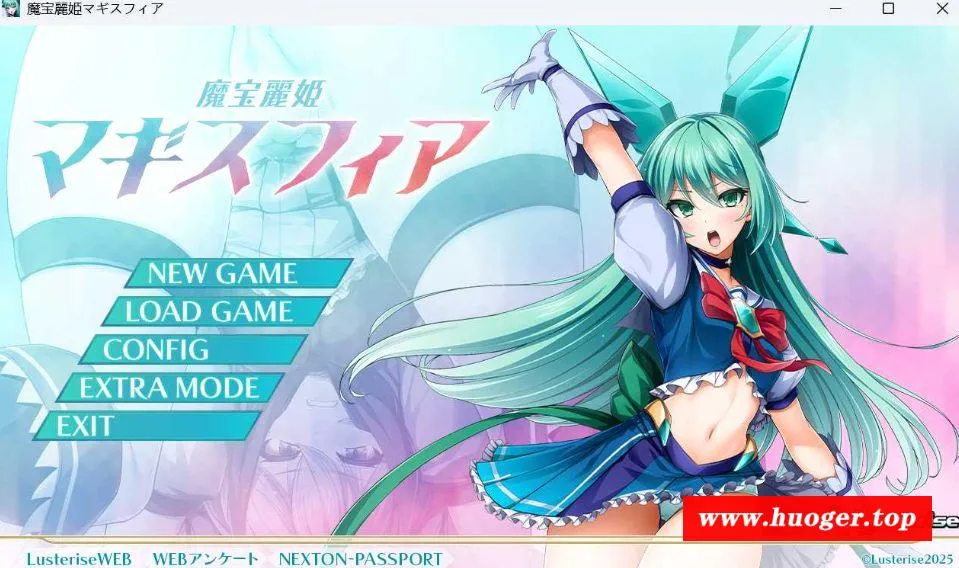 魔宝麗姫マギスフィア
魔宝麗姫
マギスフィア
NEW GAME
LOAD GAME
CONFIG
EXTRA MODE
EXIT
www.huoger.top
LusteriseWEB WEBアンケート NEXTON-PASSPORT
©Lusterise2025